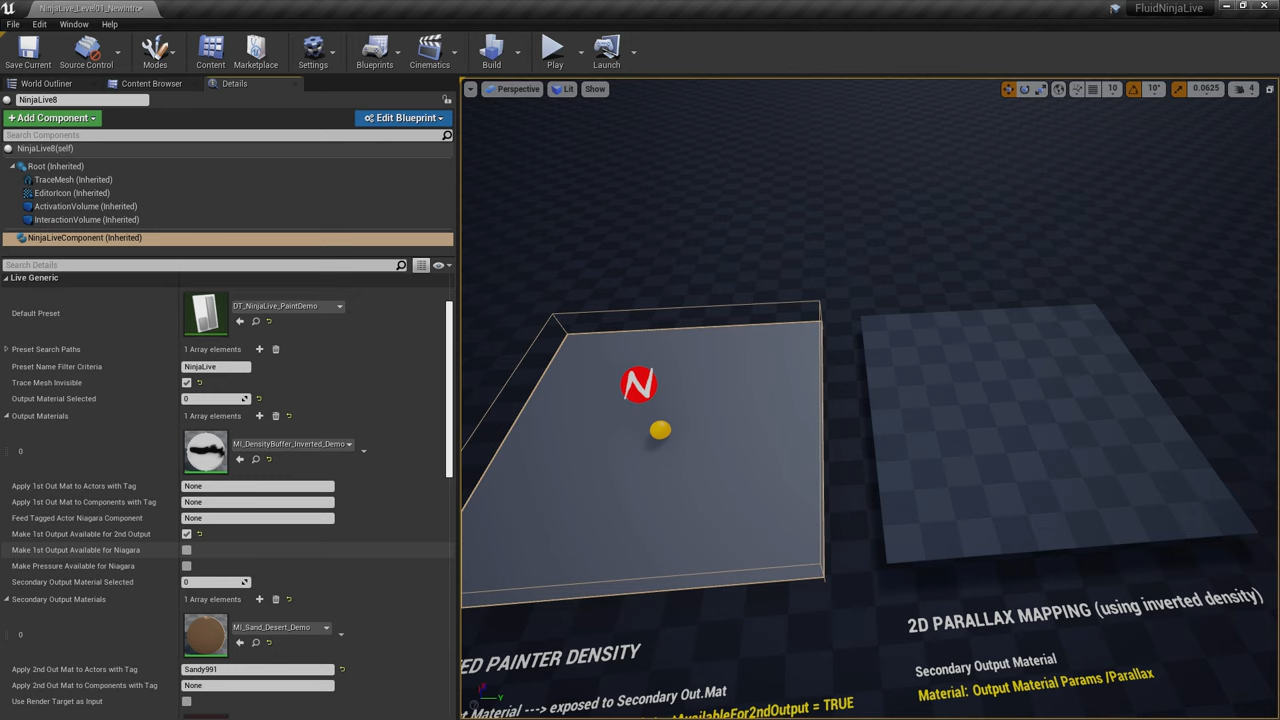 NinjaLive_Level01_NewIntro•
FluidNinjaLive
File Edit Window Help
Save Current Source Control Modes Content Marketplace Settings Blueprints Cinematics Build Play Launch
World Outliner Content Browser Details
NinjaLive8
+ Add Component Edit Blueprint
Search Components
NinjaLive8(self)
Root (Inherited)
TraceMesh (Inherited)
EditorIcon (Inherited)
ActivationVolume (Inherited)
InteractionVolume (Inherited)
NinjaLiveComponent (Inherited)
Search Details
Live Generic
Default Preset DT_NinjaLive_PaintDemo
Preset Search Paths 1 Array elements
Preset Name Filter Criteria NinjaLive
Trace Mesh Invisible
Output Material Selected 0
Output Materials 1 Array elements
0 MI_DensityBuffer_Inverted_Demo
Apply 1st Out Mat to Actors with Tag None
Apply 1st Out Mat to Components with Tag None
Feed Tagged Actor Niagara Component None
Make 1st Output Available for 2nd Output
Make 1st Output Available for Niagara
Make Pressure Available for Niagara
Secondary Output Material Selected 0
Secondary Output Materials 1 Array elements
0 MI_Sand_Desert_Demo
Apply 2nd Out Mat to Actors with Tag Sandy991
Apply 2nd Out Mat to Components with Tag None
Use Render Target as Input
Perspective Lit Show 10 10° 0.0625 4
N
Y
ED PAINTER DENSITY
t Material ---> exposed to Secondary Out.Mat
utAvailableFor2ndOutput = TRUE
2D PARALLAX MAPPING (using inverted density)
Secondary Output Material
Material: Output Material Params /Parallax